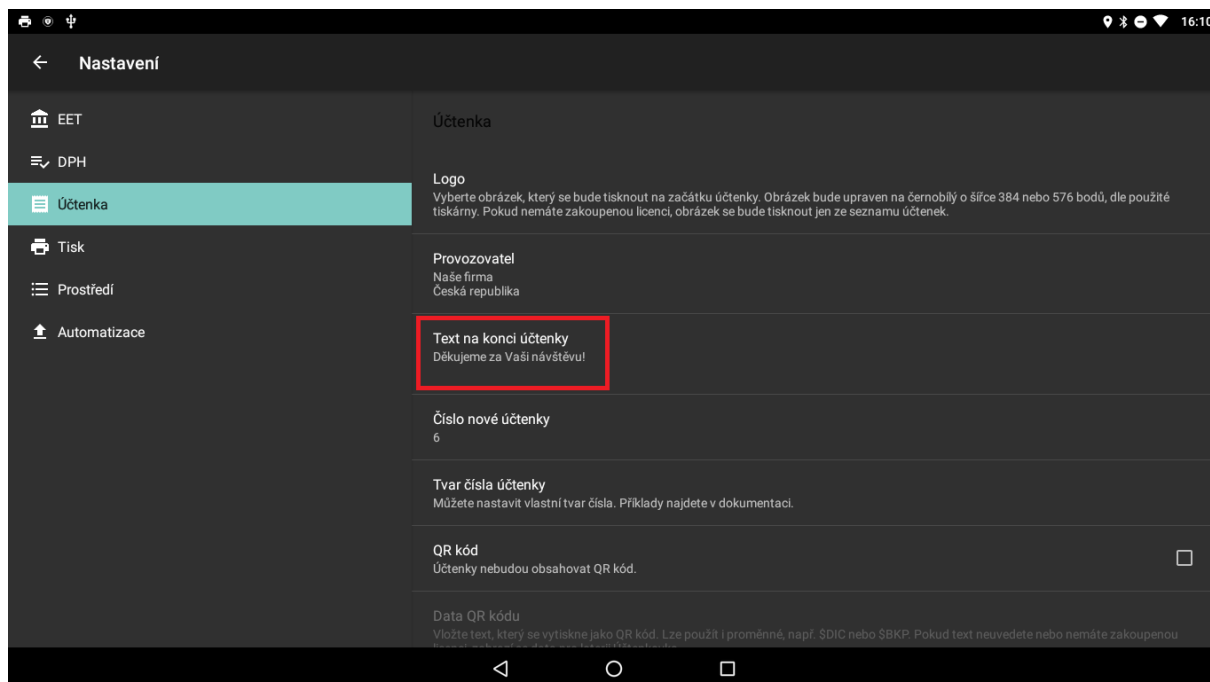 16:10
Nastavení
EET
DPH
Účtenka
Tisk
Prostředí
Automatizace
Účtenka
Logo
Vyberte obrázek, který se bude tisknout na začátku účtenky. Obrázek bude upraven na černobílý o šířce 384 nebo 576 bodů, dle použité
tiskárny. Pokud nemáte zakoupenou licenci, obrázek se bude tisknout jen ze seznamu účtenek.
Provozovatel
Naše firma
Česká republika
Text na konci účtenky
Děkujeme za Vaši návštěvu!
Číslo nové účtenky
6
Tvar čísla účtenky
Můžete nastavit vlastní tvar čísla. Příklady najdete v dokumentaci.
QR kód
Účtenky nebudou obsahovat QR kód.
Data QR kódu
Vložte text, který se vytiskne jako QR kód. Lze použít i proměnné, např. $DIC nebo $BKP. Pokud text neuvedete nebo nemáte zakoupenou